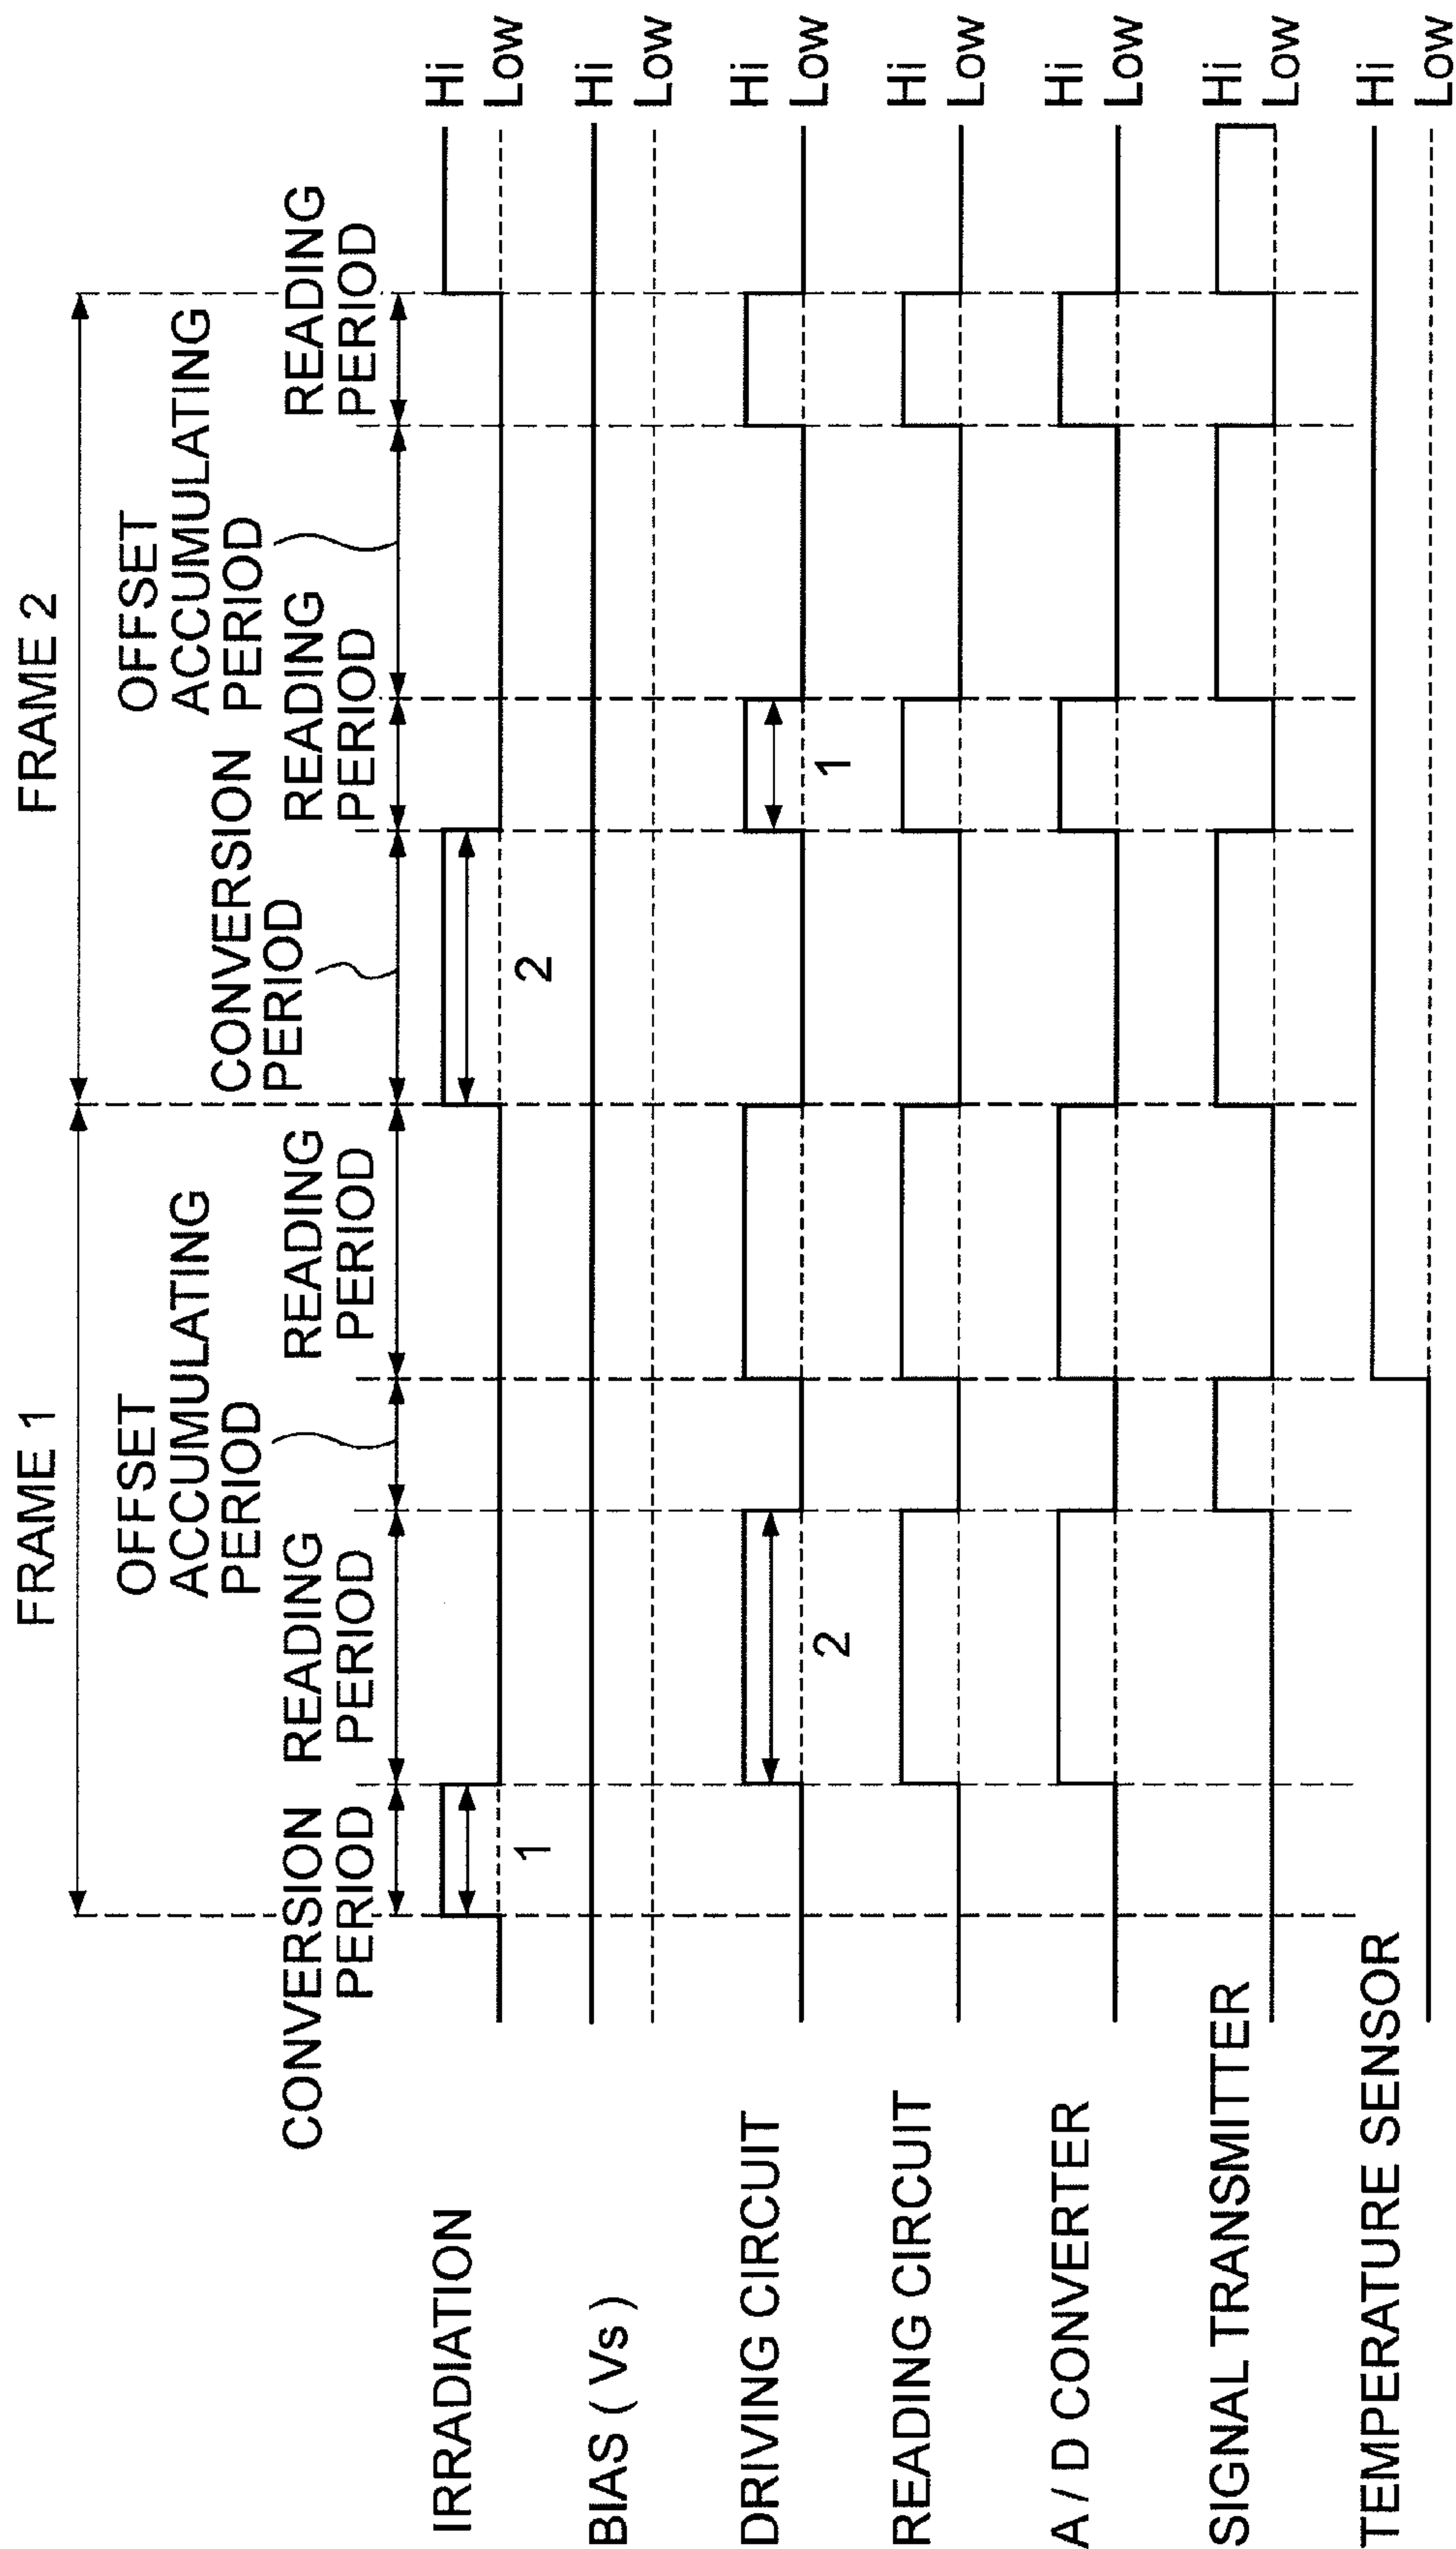 FRAME 1
FRAME 2
CONVERSION
PERIOD
READING
PERIOD
OFFSET
ACCUMULATING
PERIOD
READING
PERIOD
CONVERSION
PERIOD
READING
PERIOD
OFFSET
ACCUMULATING
PERIOD
READING
PERIOD
IRRADIATION
1
2
Hi
Low
BIAS ( Vs )
Hi
Low
DRIVING CIRCUIT
2
1
Hi
Low
READING CIRCUIT
Hi
Low
A / D CONVERTER
Hi
Low
SIGNAL TRANSMITTER
Hi
Low
TEMPERATURE SENSOR
Hi
Low